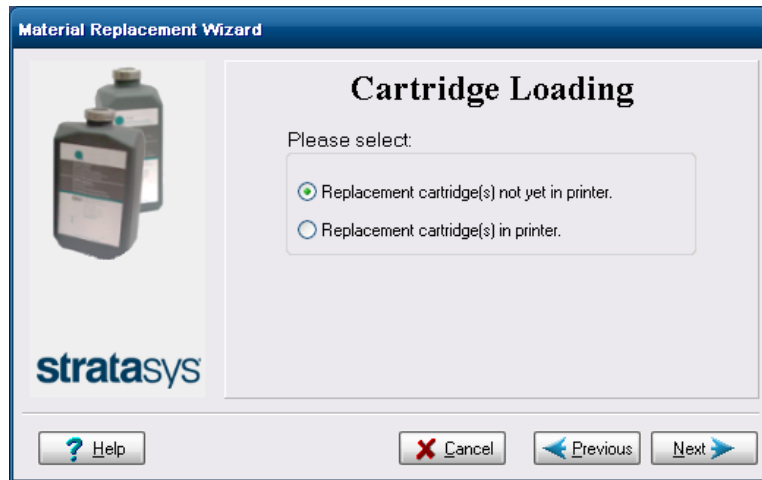 Material Replacement Wizard
Cartridge Loading
Please select:
Replacement cartridge(s) not yet in printer.
Replacement cartridge(s) in printer.
stratasys
Help
Cancel
Previous
Next